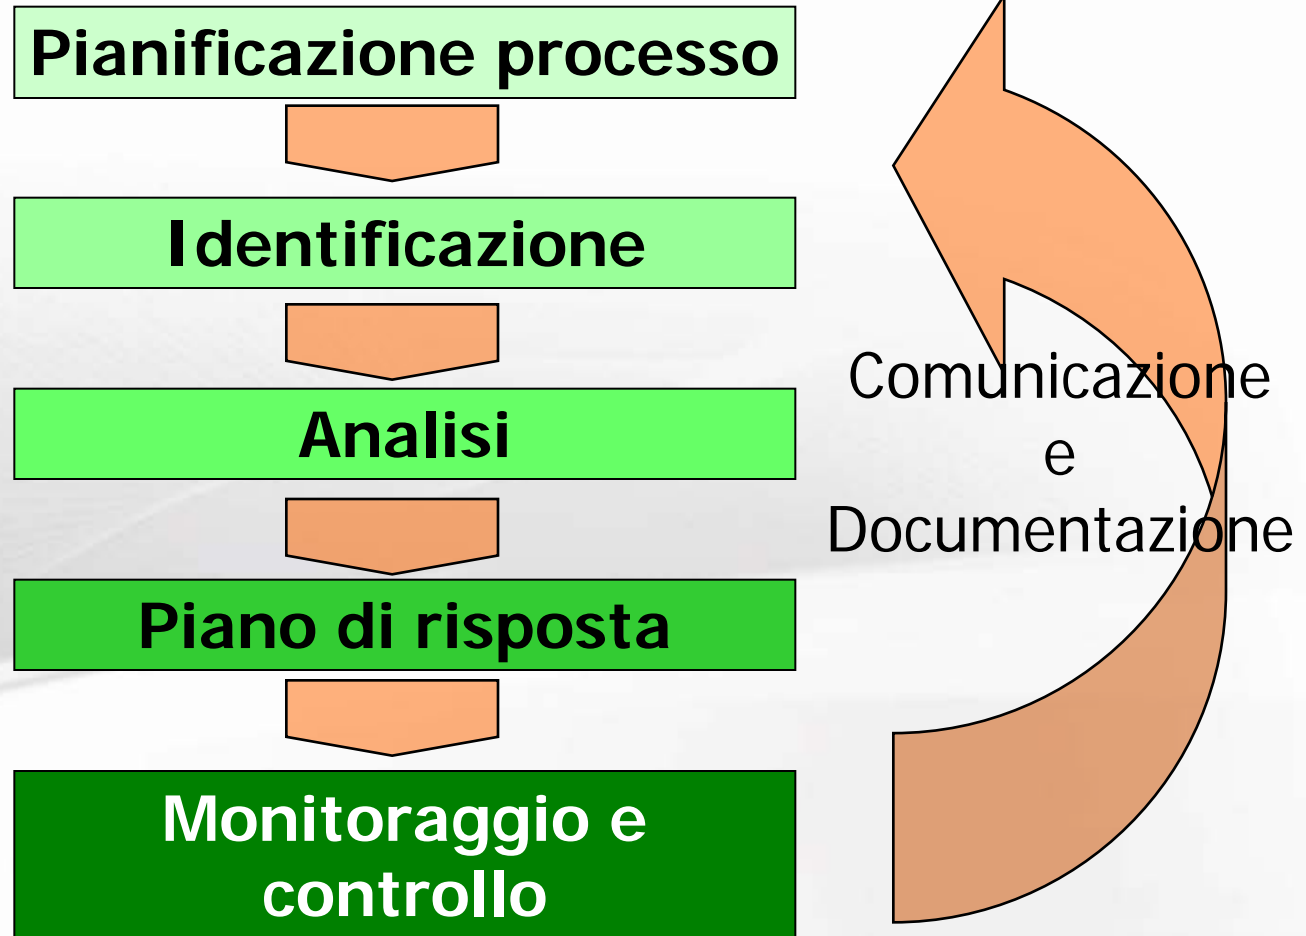 Pianificazione processo
Identificazione
Analisi
Piano di risposta
Monitoraggio e
controllo
Comunicazione
e
Documentazione